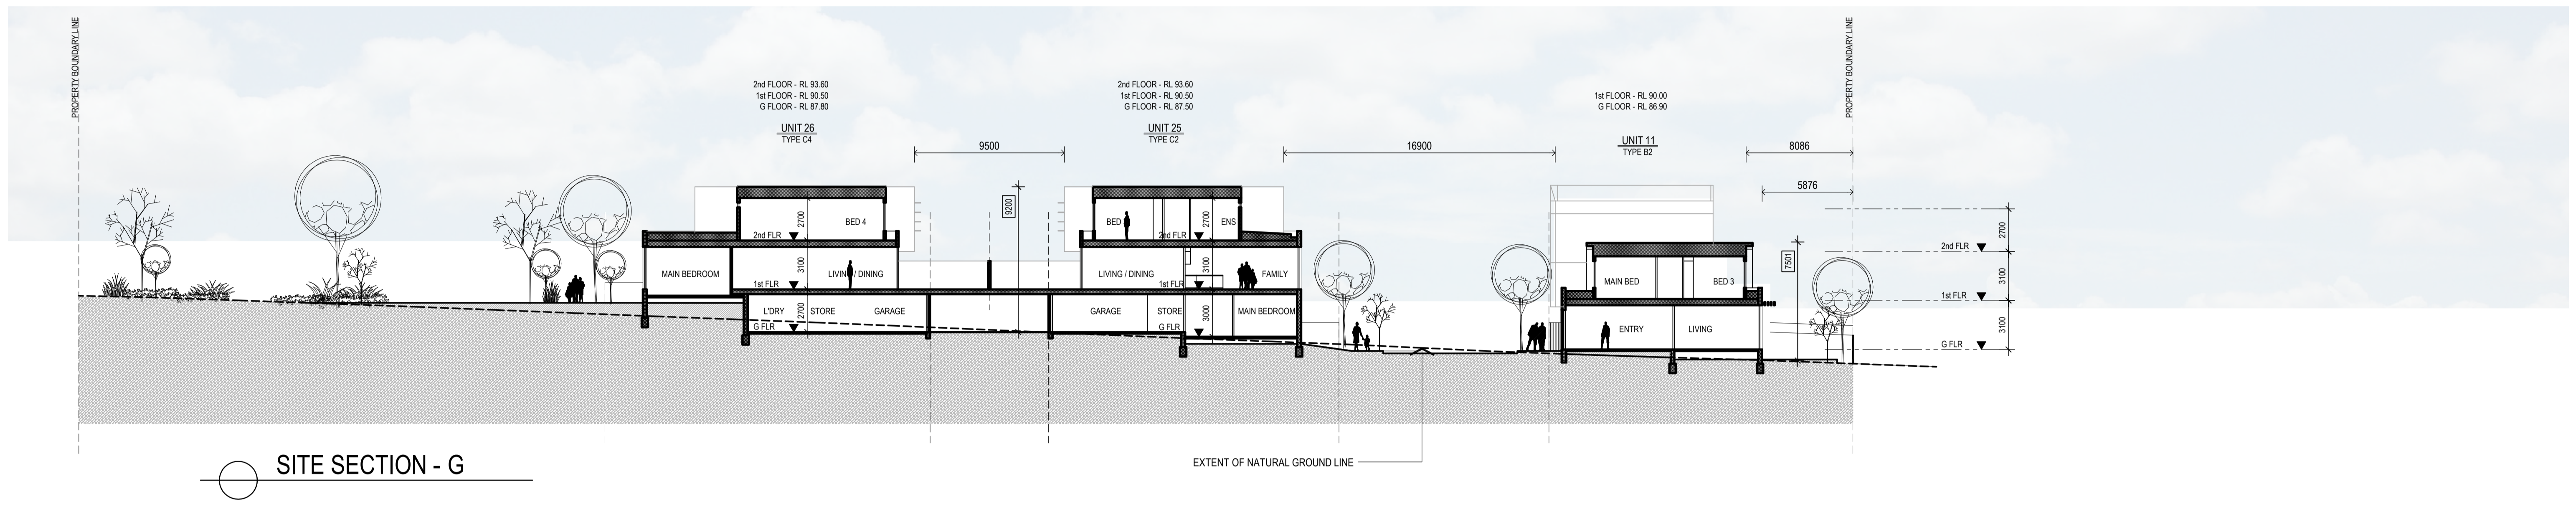 PROPERTY BOUNDARY LINE
PROPERTY BOUNDARY LINE
2nd FLOOR - RL 93.60
1st FLOOR - RL 90.50
G FLOOR - RL 87.80
UNIT 26
TYPE C4
2nd FLOOR - RL 93.60
1st FLOOR - RL 90.50
G FLOOR - RL 87.50
UNIT 25
TYPE C2
1st FLOOR - RL 90.00
G FLOOR - RL 86.90
UNIT 11
TYPE B2
9500
16900
8086
5876
9200
7501
2700
BED 4
2nd FLR
MAIN BEDROOM
3100
LIVING / DINING
1st FLR
L'DRY
2700
STORE
GARAGE
G FLR
BED
2700
ENS
2nd FLR
LIVING / DINING
3100
FAMILY
1st FLR
GARAGE
STORE
3000
MAIN BEDROOM
G FLR
MAIN BED
BED 3
ENTRY
LIVING
2700
2nd FLR
3100
1st FLR
3100
G FLR
EXTENT OF NATURAL GROUND LINE
SITE SECTION - G